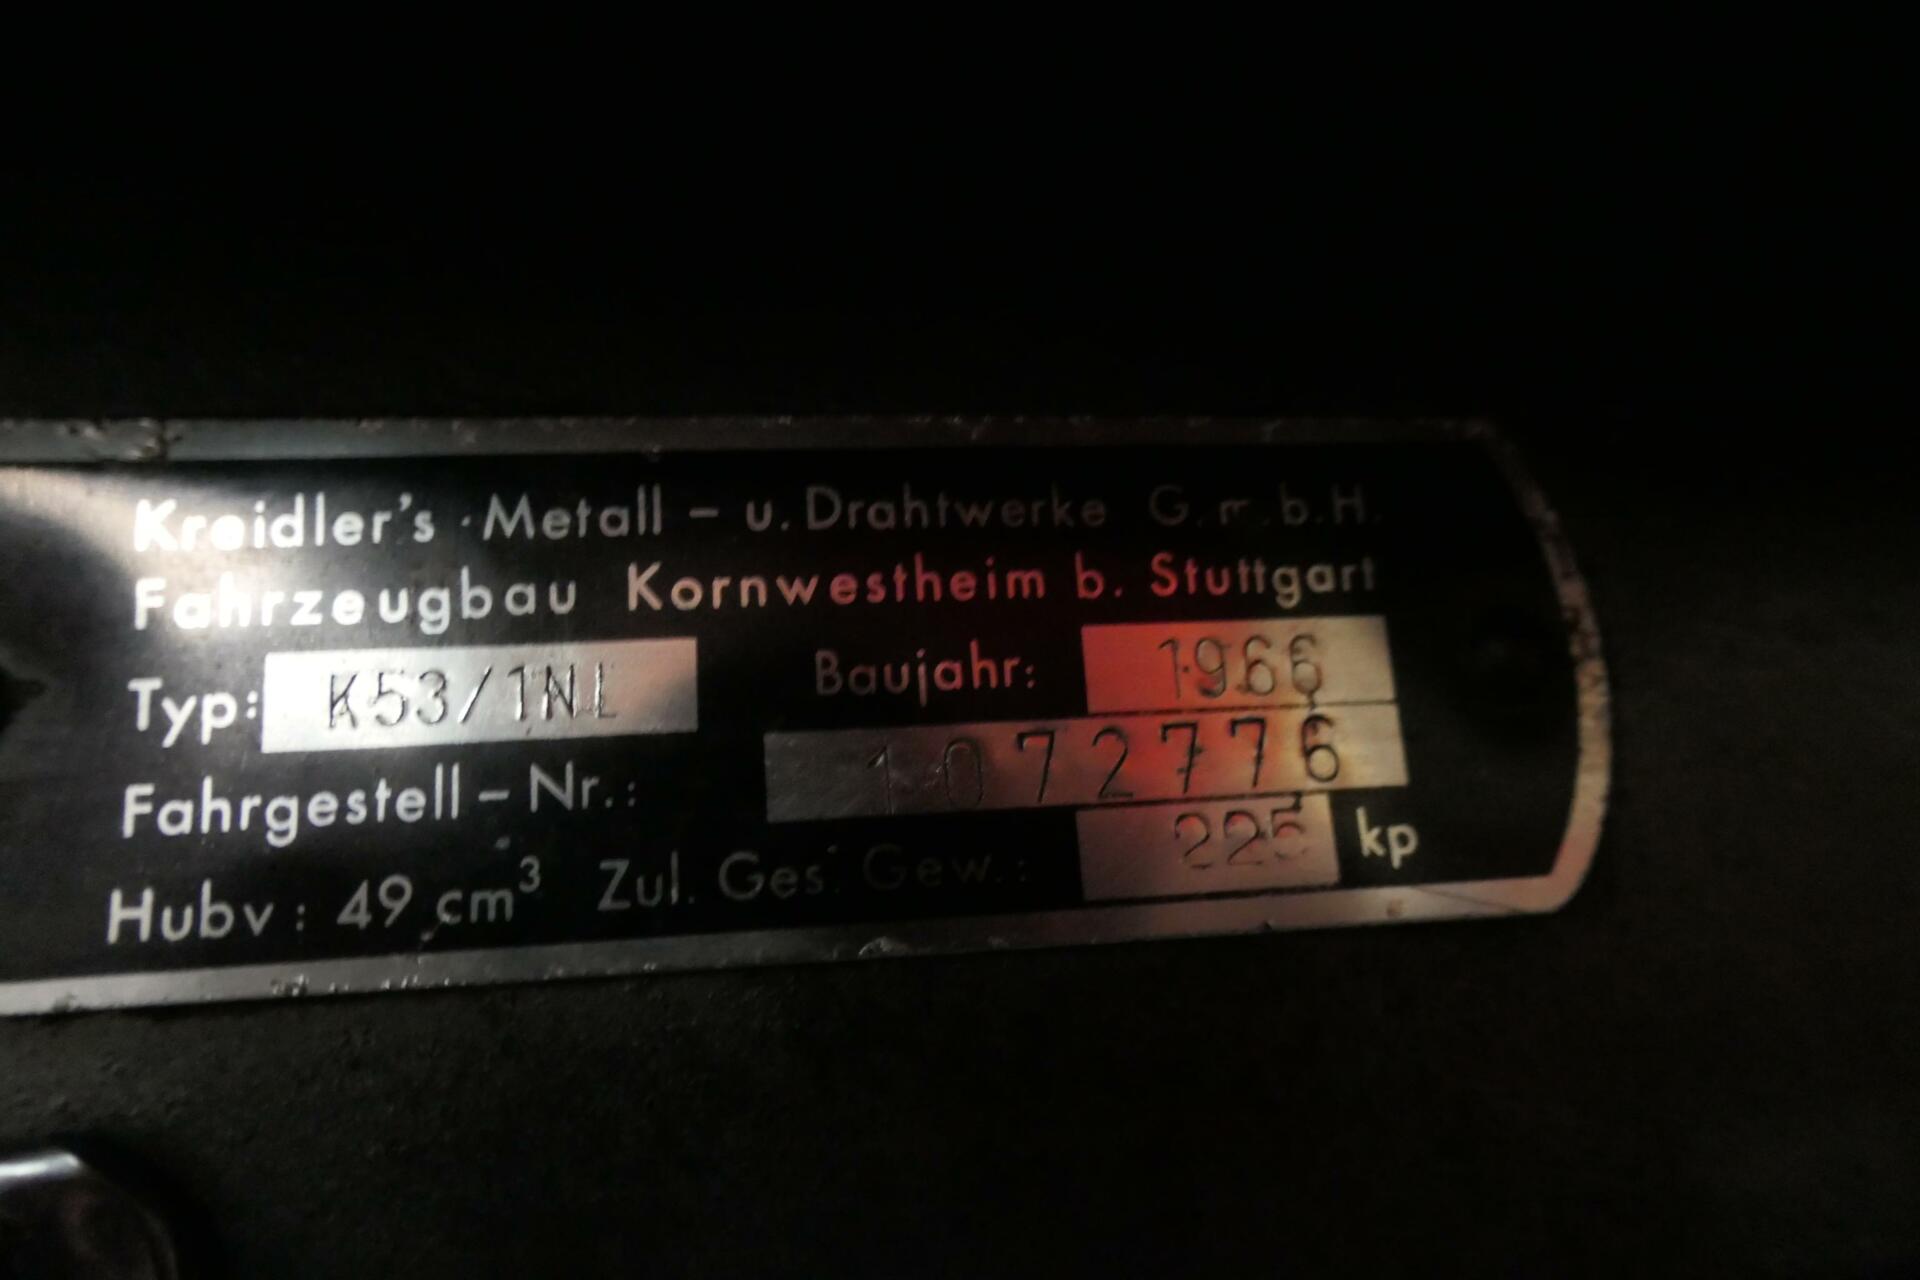 Kreidler's Metall - u. Drahtwerke G.m.b.H.
Fahrzeugbau Kornwestheim b. Stuttgart
Typ: K53/1NL Baujahr: 1966
Fahrgestell - Nr.: 1072776
Hubv: 49 cm³ Zul. Ges. Gew.: 225 kp